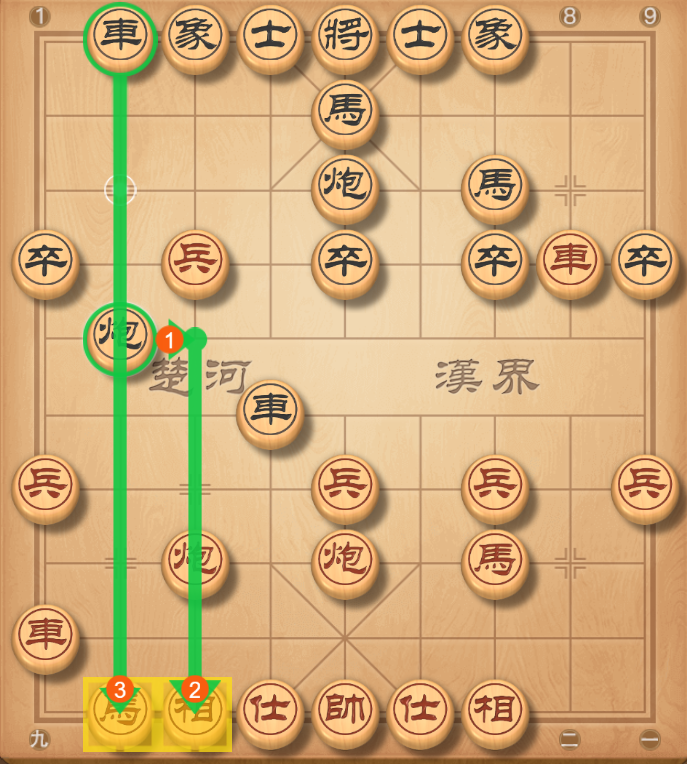 1 8 9
車 象 士 將 士 象
馬
炮 馬
卒 兵 卒 卒 車 卒
炮 1
楚河 漢界
車
兵 兵 兵 兵
炮 炮 馬
車
3 2
馬 相 仕 帥 仕 相
九 二 一